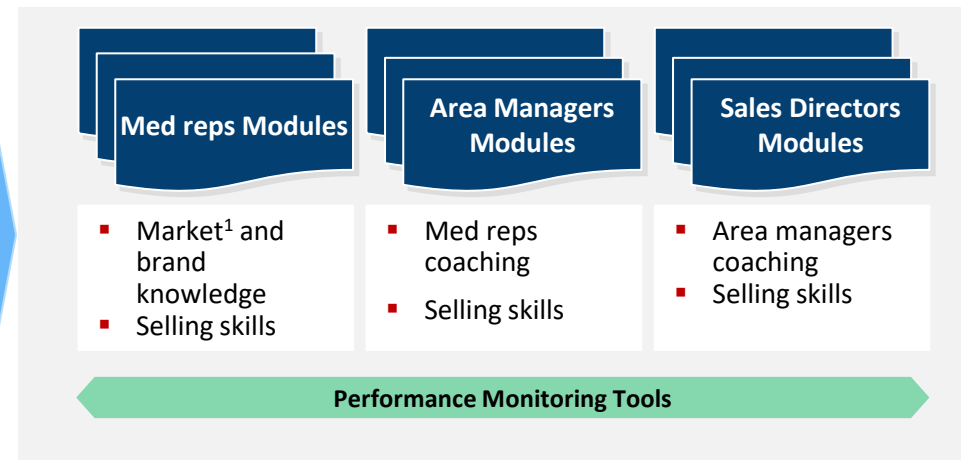 Med reps Modules
▪ Market¹ and
brand
knowledge
▪ Selling skills
Area Managers
Modules
▪ Med reps
coaching
▪ Selling skills
Sales Directors
Modules
▪ Area managers
coaching
▪ Selling skills
Performance Monitoring Tools